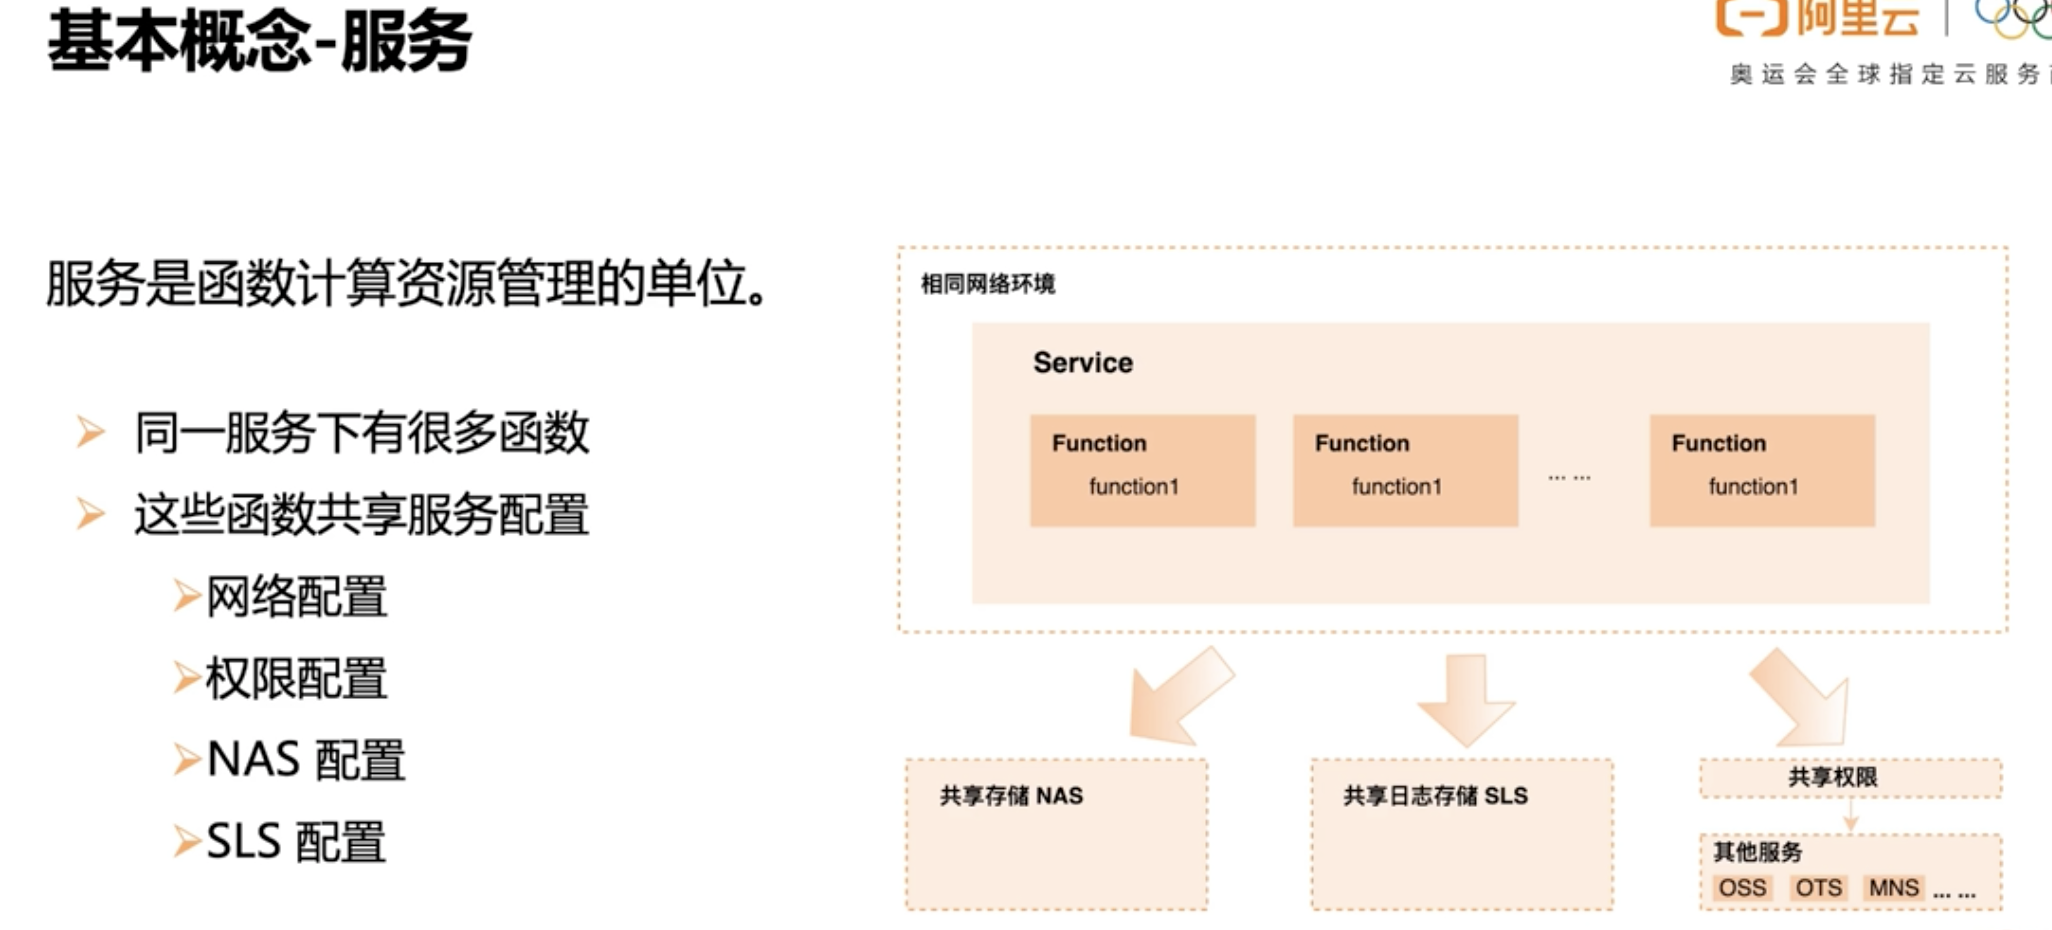 基本概念-服务
阿里云
奥运会全球指定云服务
服务是函数计算资源管理的单位。
同一服务下有很多函数
这些函数共享服务配置
网络配置
权限配置
NAS 配置
SLS 配置
相同网络环境
Service
Function
function1
Function
function1
... ...
Function
function1
共享存储 NAS
共享日志存储 SLS
共享权限
其他服务
OSS OTS MNS ... ...